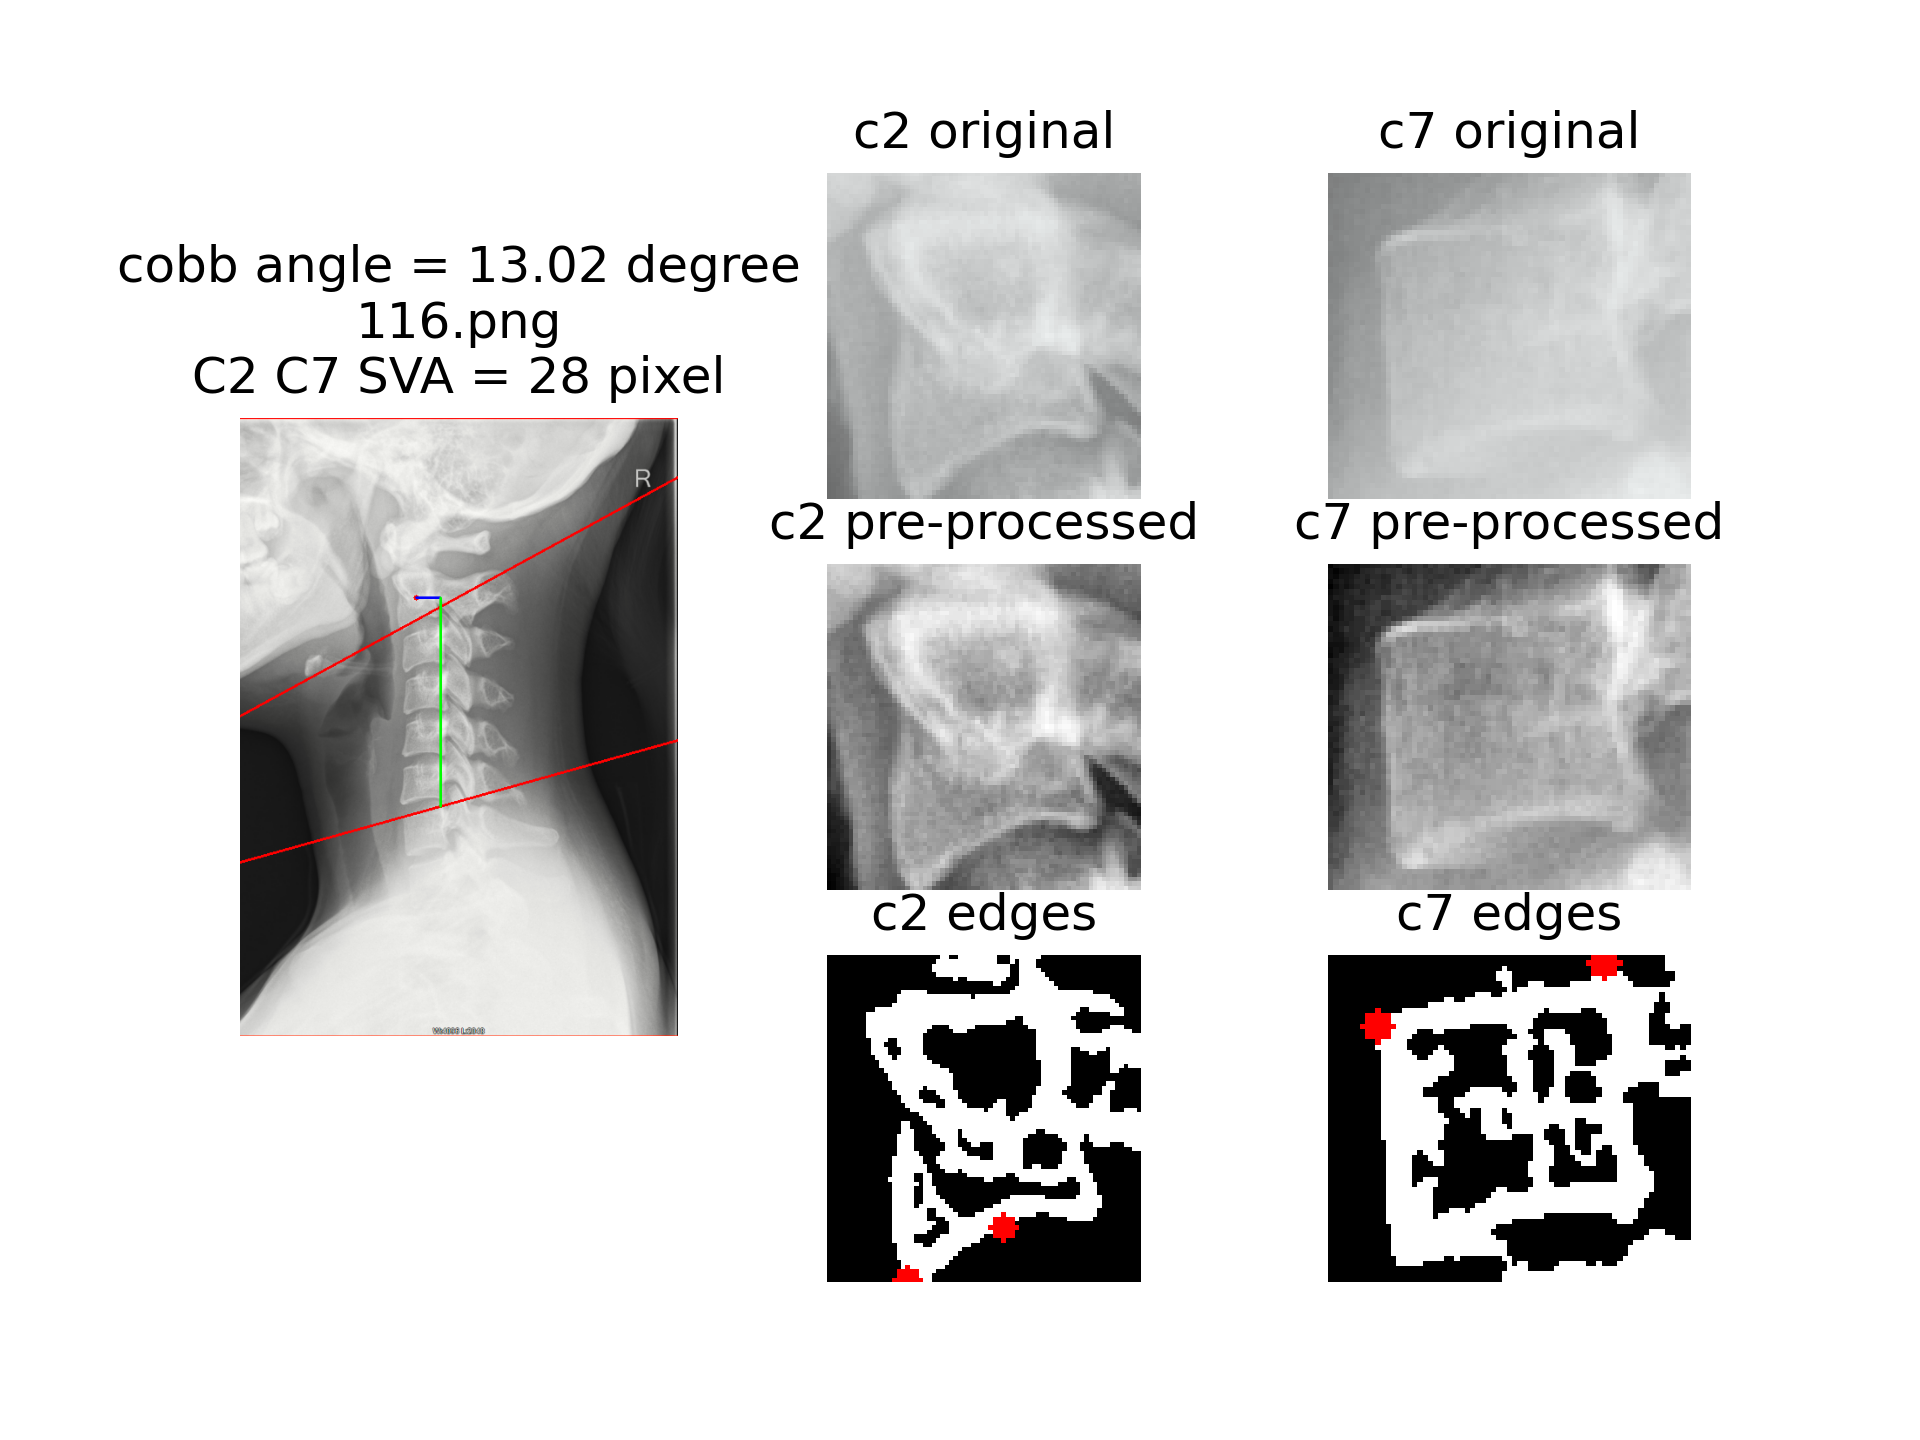 cobb angle = 13.02 degree
116.png
C2 C7 SVA = 28 pixel
R
c2 original
c7 original
c2 pre-processed
c7 pre-processed
c2 edges
c7 edges